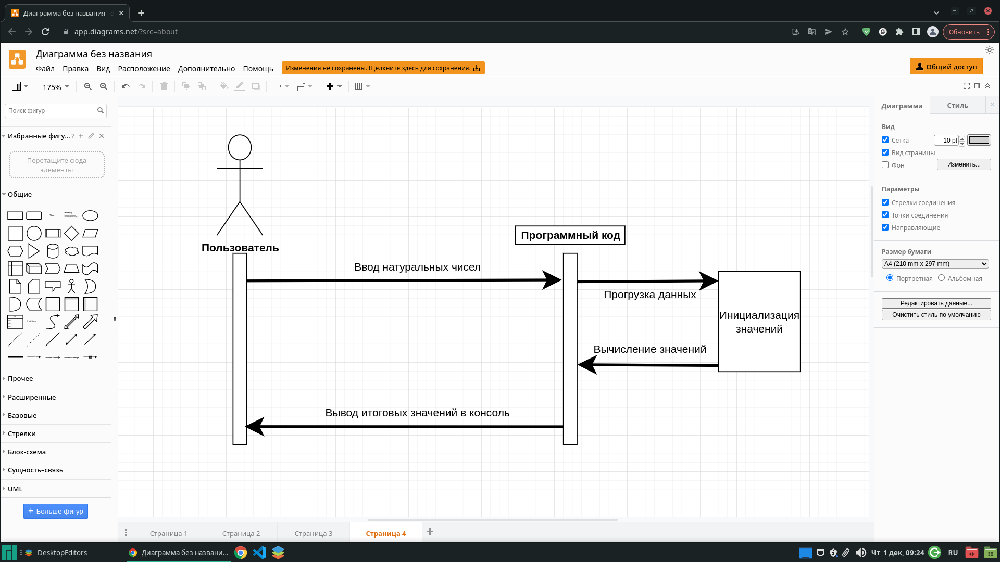 Диаграмма без названия - d
app.diagrams.net/?src=about
Обновить
Диаграмма без названия
Файл Правка Вид Расположение Дополнительно Помощь
Изменения не сохранены. Щелкните здесь для сохранения.
Общий доступ
175%
Поиск фигур
Избранные фигу... ?
Перетащите сюда
элементы
Общие
Text
Heading
List Item
Прочее
Расширенные
Базовые
Стрелки
Блок-схема
Сущность–связь
UML
+ Больше фигур
Пользователь
Программный код
Ввод натуральных чисел
Прогрузка данных
Инициализация
значений
Вычисление значений
Вывод итоговых значений в консоль
Диаграмма Стиль
Вид
Сетка 10 pt
Вид страницы
Фон Изменить...
Параметры
Стрелки соединения
Точки соединения
Направляющие
Размер бумаги
A4 (210 mm x 297 mm)
Портретная Альбомная
Редактировать данные...
Очистить стиль по умолчанию
Страница 1 Страница 2 Страница 3 Страница 4
DesktopEditors
Диаграмма без названи...
Чт 1 дек, 09:24
RU